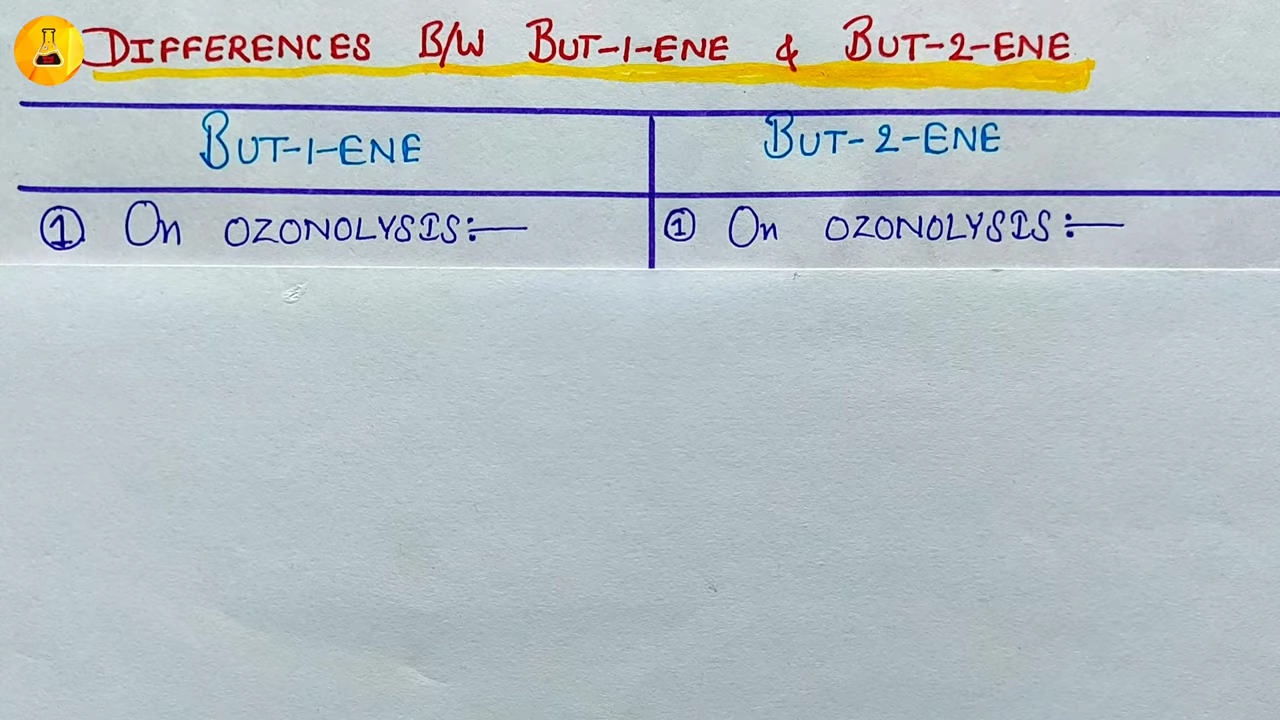 DIFFERENCES B/W BUT-1-ENE & BUT-2-ENE
BUT-1-ENE
BUT-2-ENE
① On OZONOLYSIS:—
① On OZONOLYSIS:—